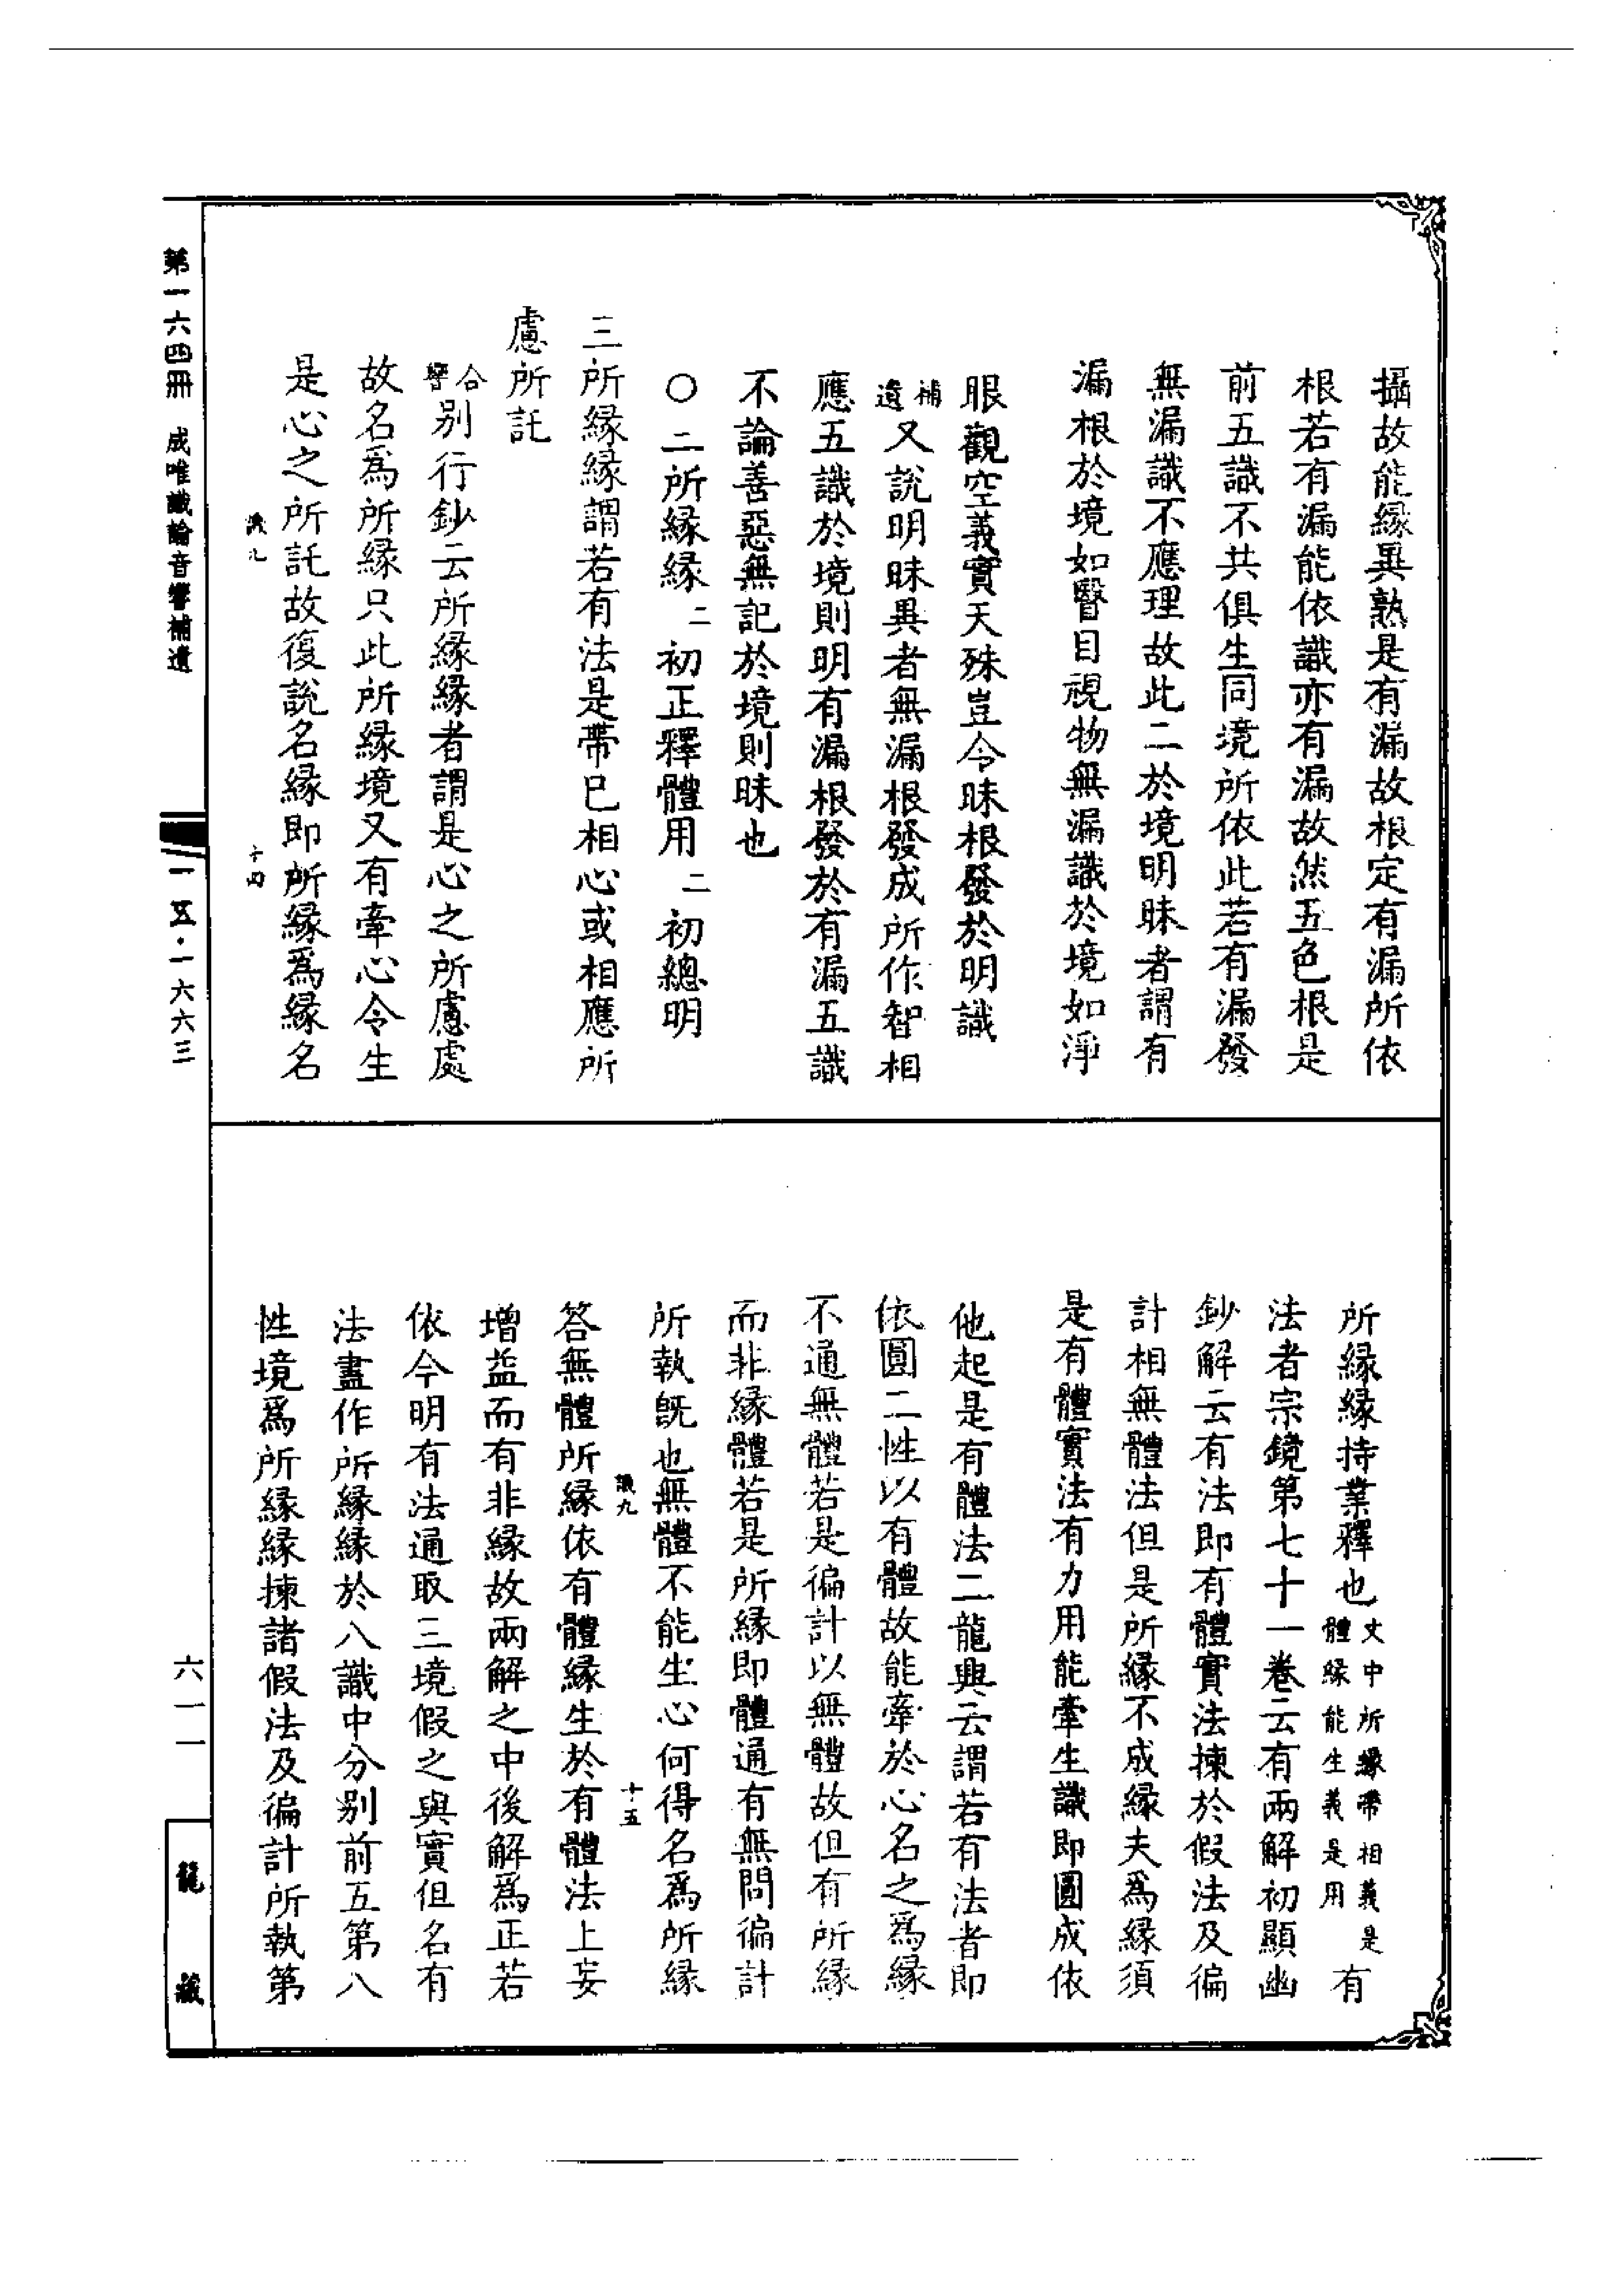 攝故能緣異熟是有漏故根定有漏所依
根若有漏能依識亦有漏故然五色根是
前五識不共俱生同境所依此若有漏發
無漏識不應理故此二於境明昧者謂有
漏根於境如瞖目視物無漏識於境如淨
眼觀空義實天殊豈令昧根發於明識
補遺又說明昧異者無漏根發成所作智相
應五識於境則明有漏根發於有漏五識
不論善惡無記於境則昧也
○二所緣緣二初正釋體用二初總明
三所緣緣謂若有法是帶已相心或相應所
慮所託
合響別行鈔云所緣緣者謂是心之所慮處
故名爲所緣只此所緣境又有牽心令生
是心之所託故復說名緣即所緣爲緣名
識九 十四
所緣緣持業釋也文中所緣帶相義是體緣能生義是用有
法者宗鏡第七十一卷云有兩解初顯幽
鈔解云有法即有體實法揀於假法及徧
計相無體法但是所緣不成緣夫爲緣須
是有體實法有力用能牽生識即圓成依
他起是有體法二龍興云謂若有法者即
依圓二性以有體故能牽於心名之爲緣
不通無體若是徧計以無體故但有所緣
而非緣體若是所緣即體通有無問徧計
所執旣也無體不能生心何得名爲所緣
識九 十五
答無體所緣依有體緣生於有體法上妄
增益而有非緣故兩解之中後解爲正若
依今明有法通取三境假之與實但名有
法盡作所緣緣於八識中分別前五第八
性境爲所緣緣揀諸假法及徧計所執第
第一六四冊 成唯識論音響補遺
一五·一六六三
六一一
龍藏